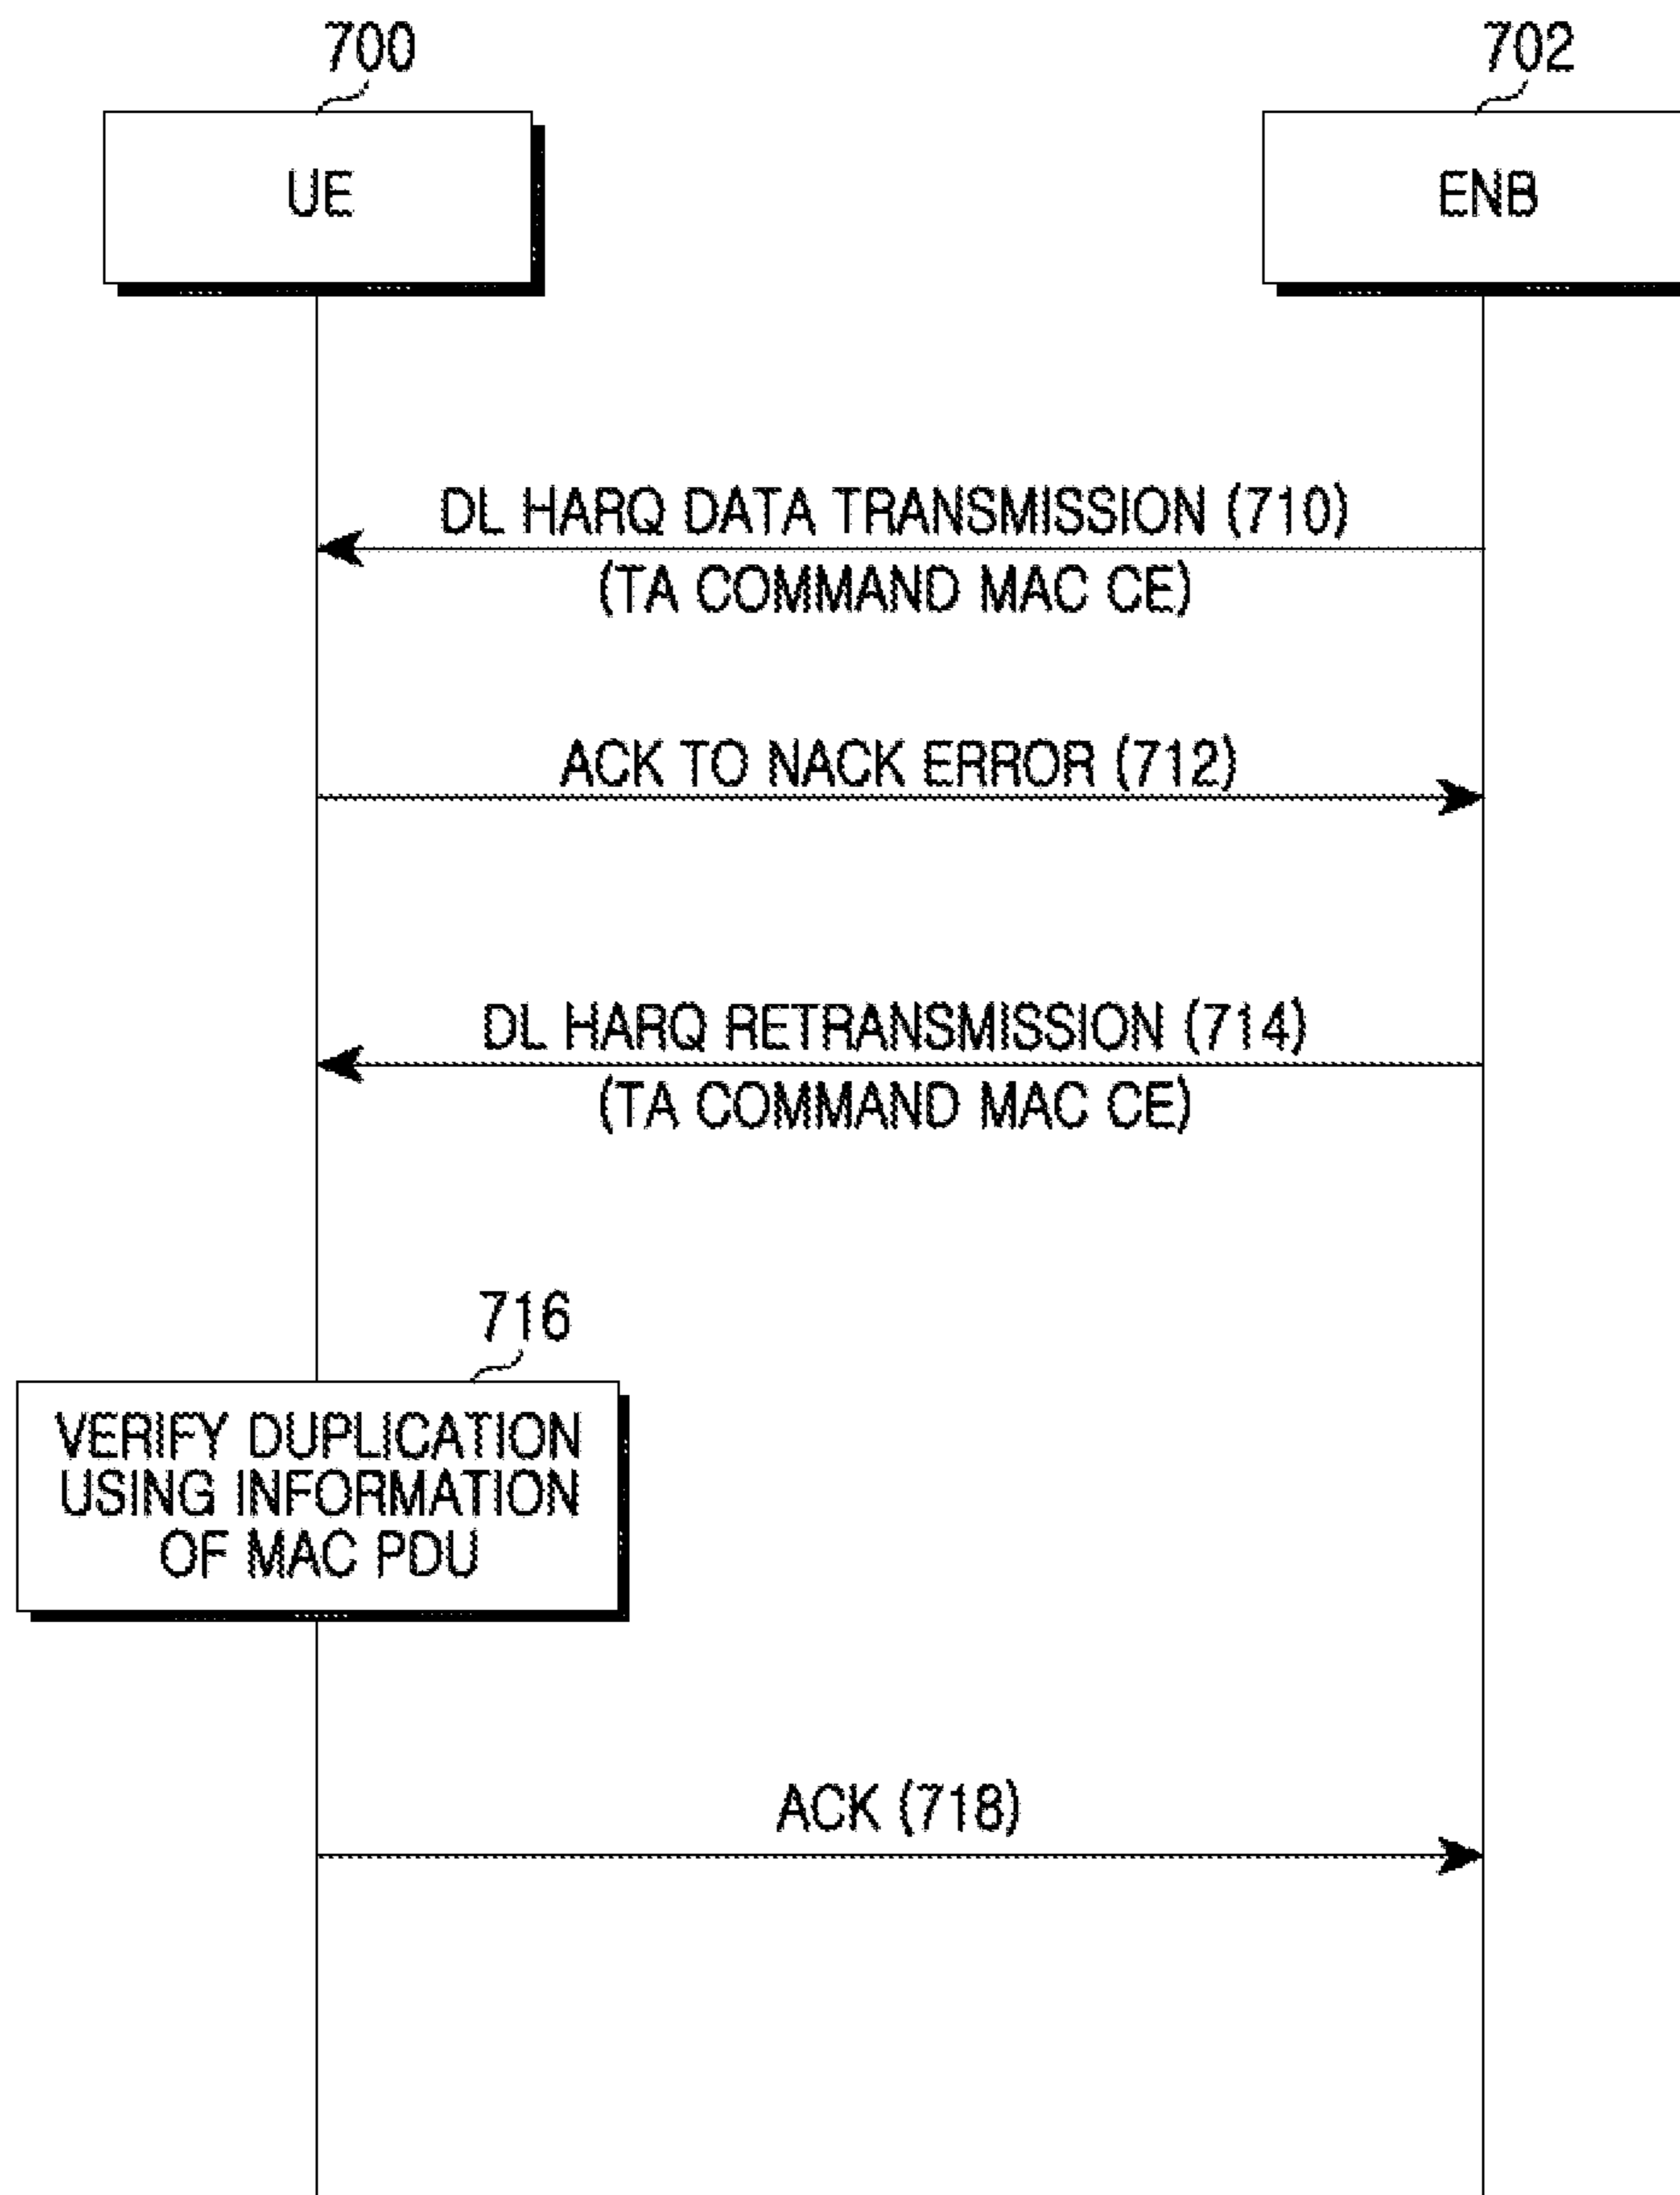 700
702
UE
ENB
DL HARQ DATA TRANSMISSION (710)
(TA COMMAND MAC CE)
ACK TO NACK ERROR (712)
DL HARQ RETRANSMISSION (714)
(TA COMMAND MAC CE)
716
VERIFY DUPLICATION
USING INFORMATION
OF MAC PDU
ACK (718)